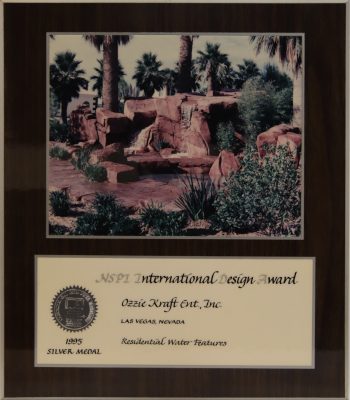 NSPI International Design Award
Ozzie Kraft Ent., Inc.
LAS VEGAS, NEVADA
1995
SILVER MEDAL
Residential Water Features